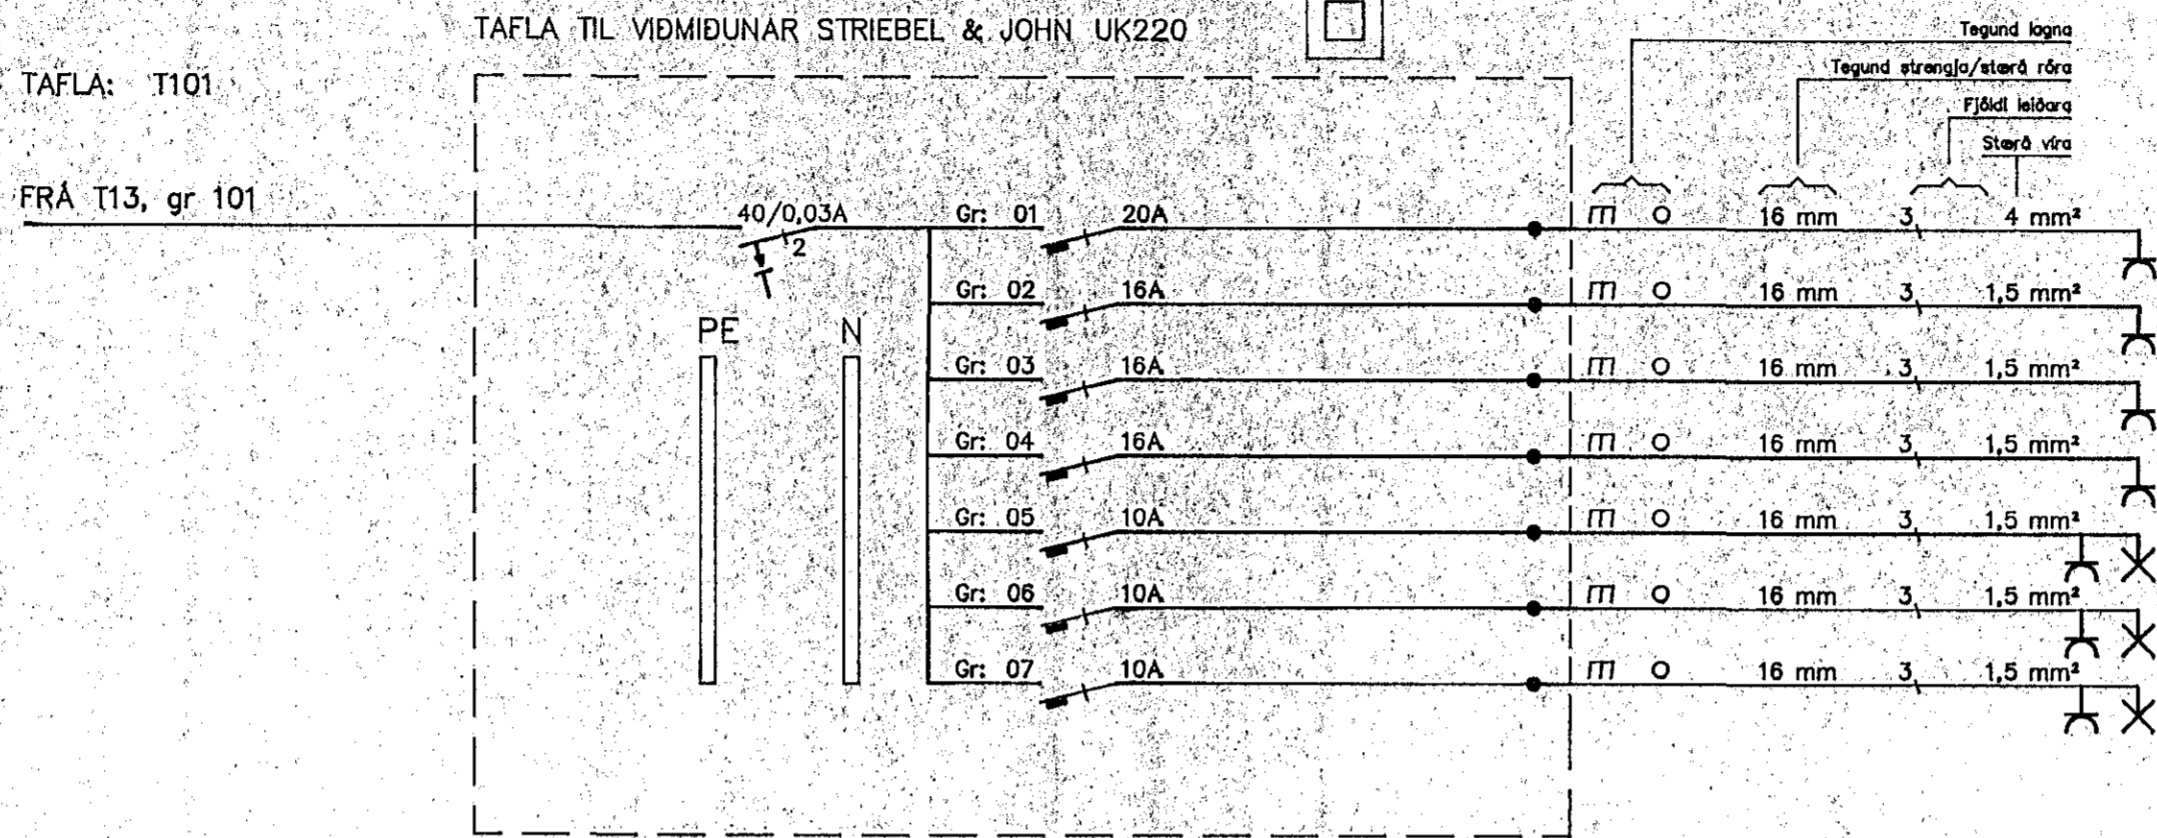 TAFLA TIL VIÐMIÐUNAR STRIEBEL & JOHN UK220
TAFLA: T101
Tegund lagna
Tegund strengja/stærð röra
Fjöldi leiðara
Stærð víra
FRÁ T13, gr 101
40/0,03A
2
PE
N
Gr: 01 20A m O 16 mm 3 4 mm²
Gr: 02 16A m O 16 mm 3 1,5 mm²
Gr: 03 16A m O 16 mm 3 1,5 mm²
Gr: 04 16A m O 16 mm 3 1,5 mm²
Gr: 05 10A m O 16 mm 3 1,5 mm²
Gr: 06 10A m O 16 mm 3 1,5 mm²
Gr: 07 10A m O 16 mm 3 1,5 mm²